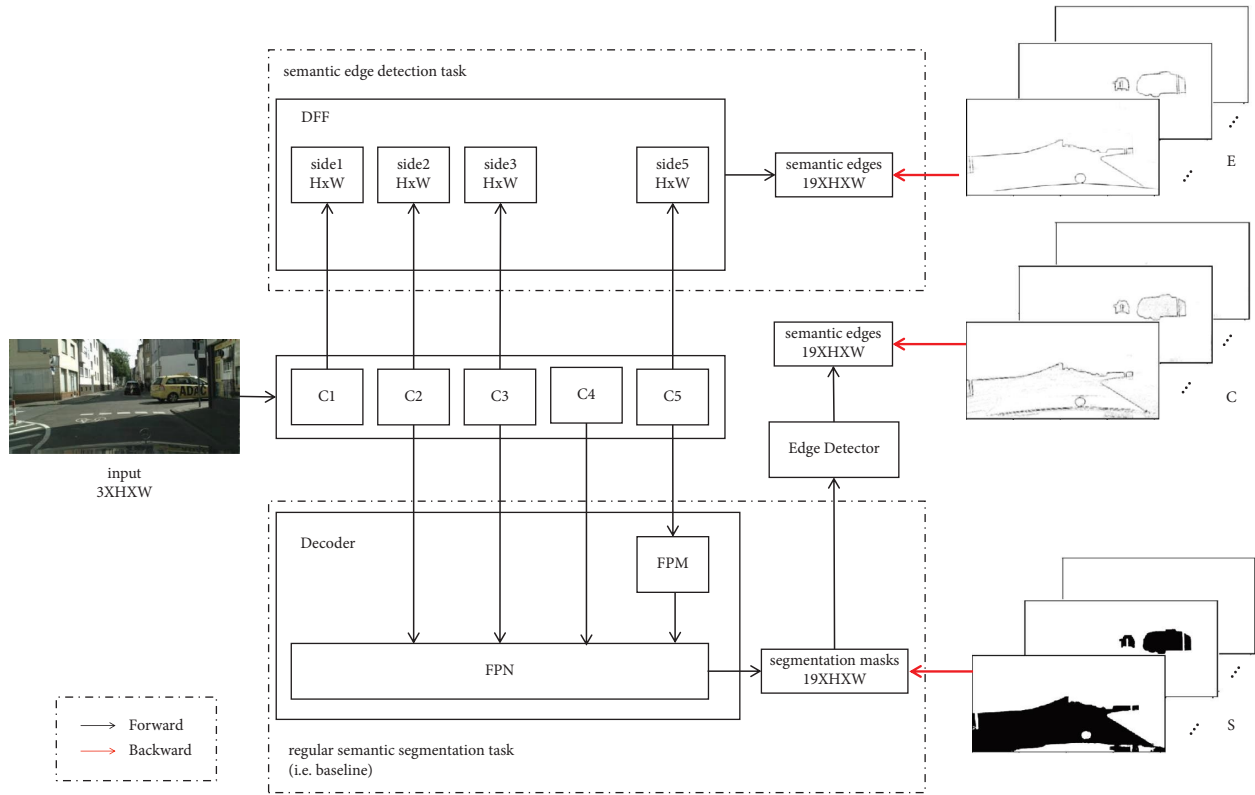 semantic edge detection task
DFF
side1
HxW
side2
HxW
side3
HxW
side5
HxW
semantic edges
19XHXW
E
C1
C2
C3
C4
C5
input
3XHXW
ADAC
semantic edges
19XHXW
C
Edge Detector
Decoder
FPM
FPN
segmentation masks
19XHXW
S
regular semantic segmentation task
(i.e. baseline)
Forward
Backward